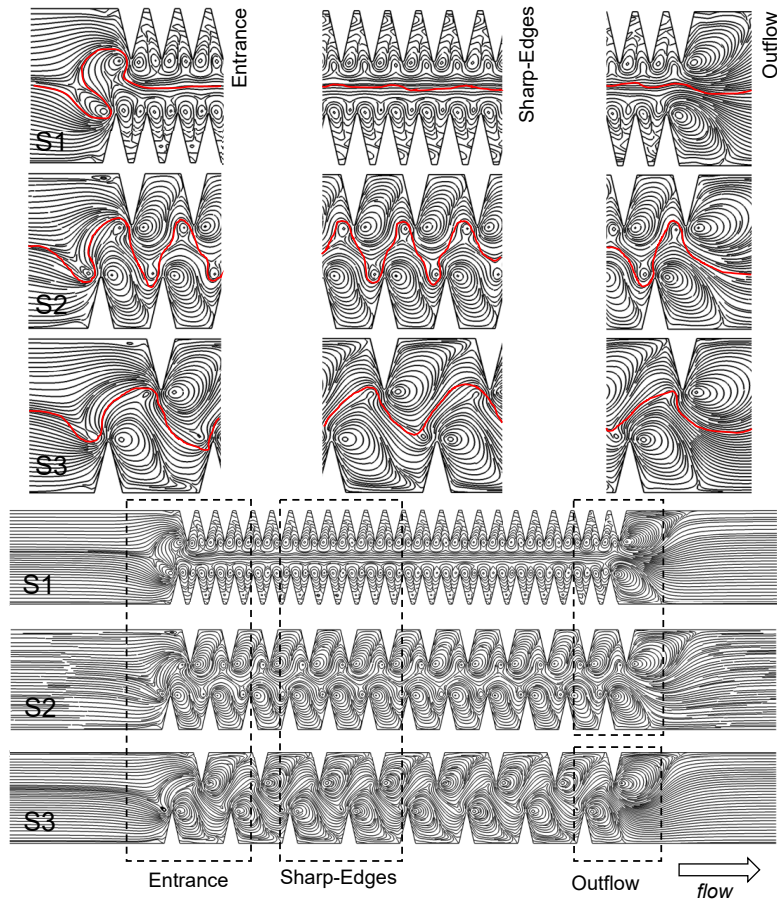 Entrance
Sharp-Edges
Outflow
S1
S2
S3
S1
S2
S3
Entrance
Sharp-Edges
Outflow
flow